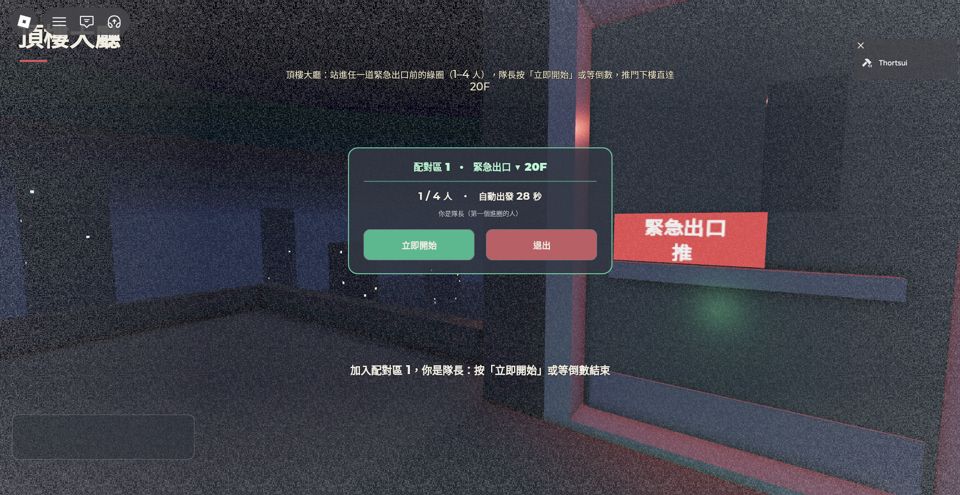 頂樓大廳
Thortsui
頂樓大廳：站進任一道緊急出口前的綠圈（1–4 人），隊長按「立即開始」或等倒數，推門下樓直達
20F
配對區 1 • 緊急出口 ▼ 20F
1 / 4 人 • 自動出發 28 秒
你是隊長（第一個進圈的人）
立即開始
退出
緊急出口
推
加入配對區 1，你是隊長：按「立即開始」或等倒數結束